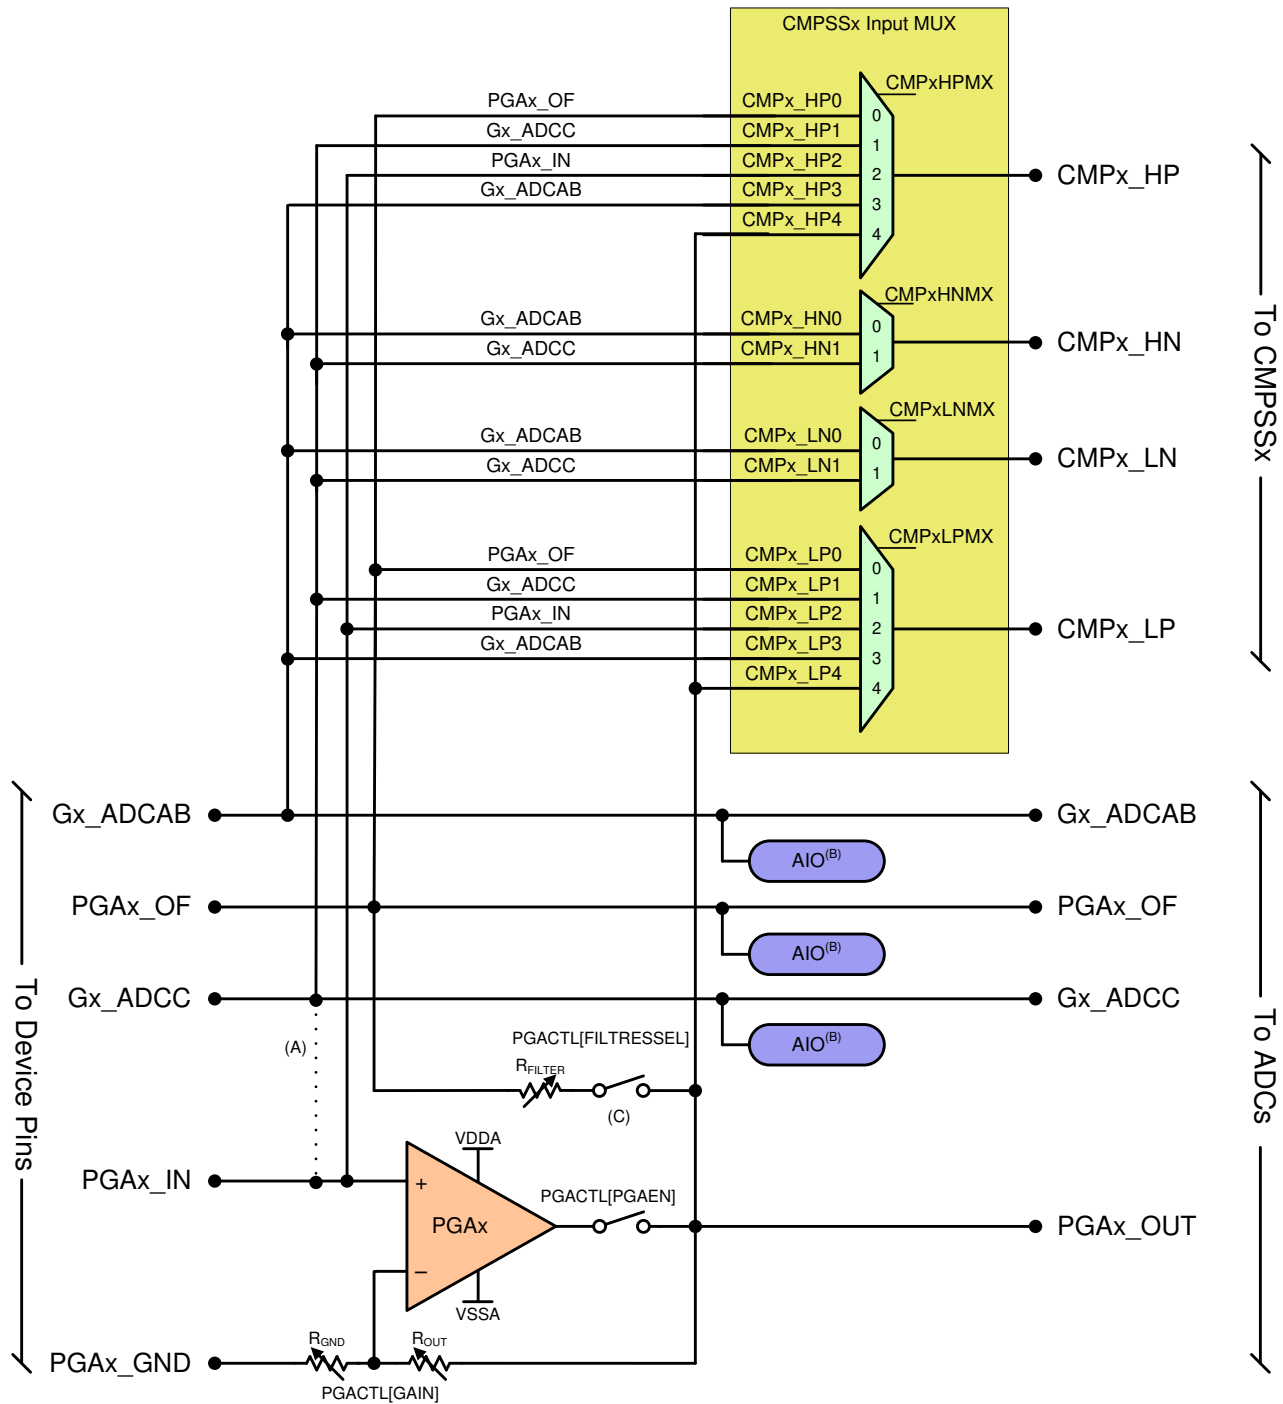 CMPSSx Input MUX
CMPxHPMX
PGAx_OF CMPx_HP0 0
Gx_ADCC CMPx_HP1 1
PGAx_IN CMPx_HP2 2 CMPx_HP
Gx_ADCAB CMPx_HP3 3
CMPx_HP4 4
CMPxHNMX
Gx_ADCAB CMPx_HN0 0
Gx_ADCC CMPx_HN1 1
CMPx_HN
To CMPSSx
CMPxLNMX
Gx_ADCAB CMPx_LN0 0
Gx_ADCC CMPx_LN1 1
CMPx_LN
CMPxLPMX
PGAx_OF CMPx_LP0 0
Gx_ADCC CMPx_LP1 1
PGAx_IN CMPx_LP2 2 CMPx_LP
Gx_ADCAB CMPx_LP3 3
CMPx_LP4 4
Gx_ADCAB Gx_ADCAB
AIO(B)
PGAx_OF PGAx_OF
AIO(B)
Gx_ADCC Gx_ADCC
To Device Pins
To ADCs
(A)
PGACTL[FILTRESSEL]
AIO(B)
RFILTER
(C)
VDDA
PGAx_IN +
PGACTL[PGAEN]
PGAx PGAx_OUT
–
VSSA
RGND ROUT
PGAx_GND
PGACTL[GAIN]